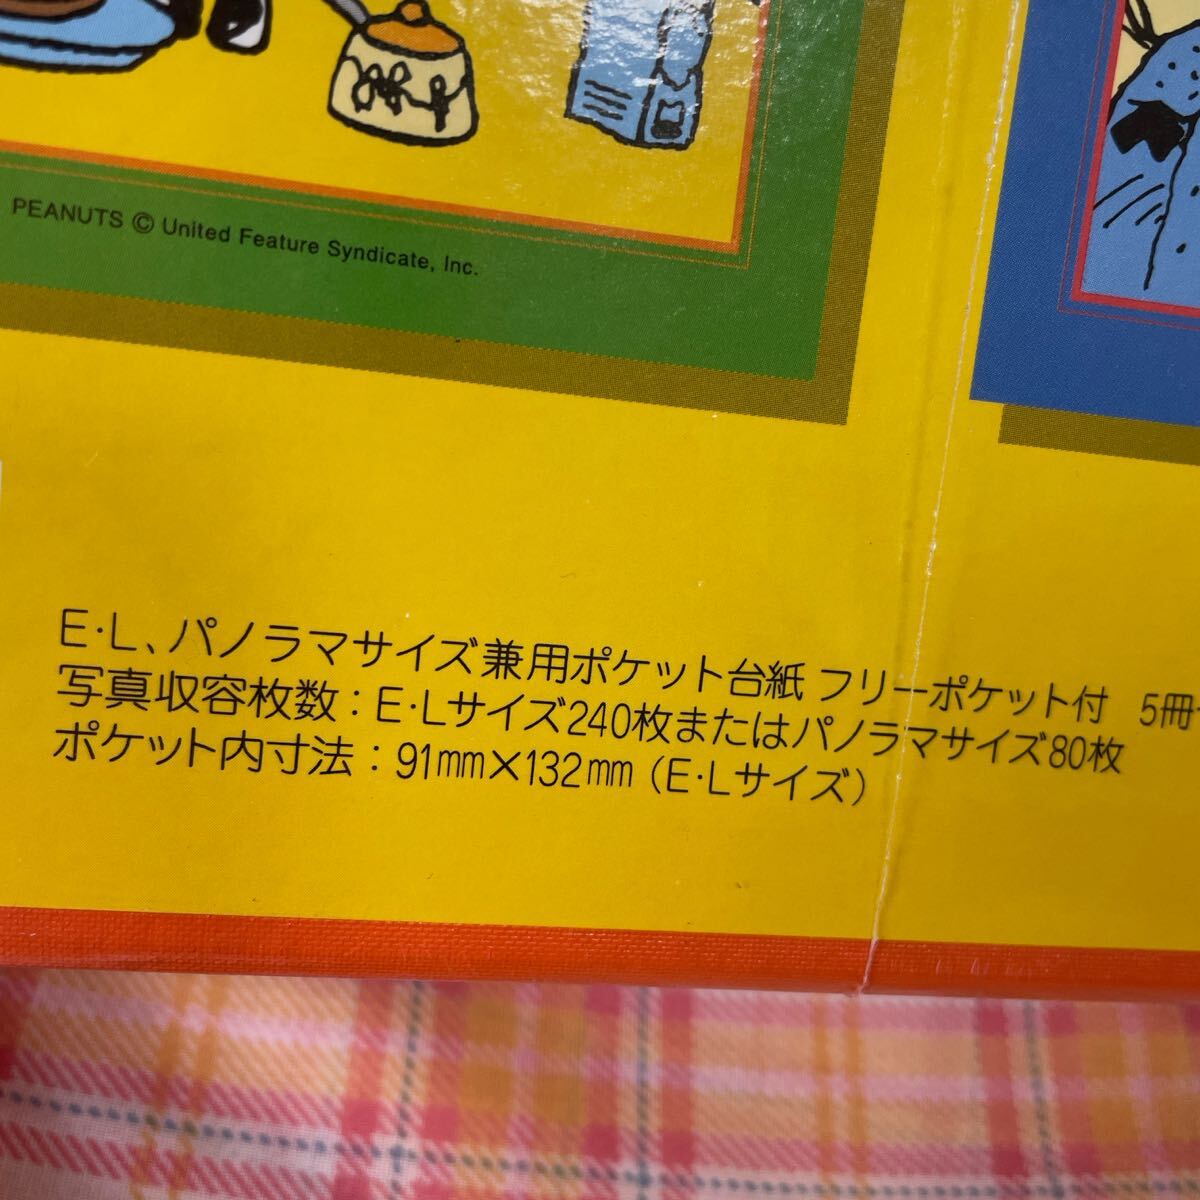 PEANUTS © United Feature Syndicate, Inc.
E・L、パノラマサイズ兼用ポケット台紙 フリーポケット付 5冊
写真収容枚数：E・Lサイズ240枚またはパノラマサイズ80枚
ポケット内寸法：91mm×132mm（E・Lサイズ）